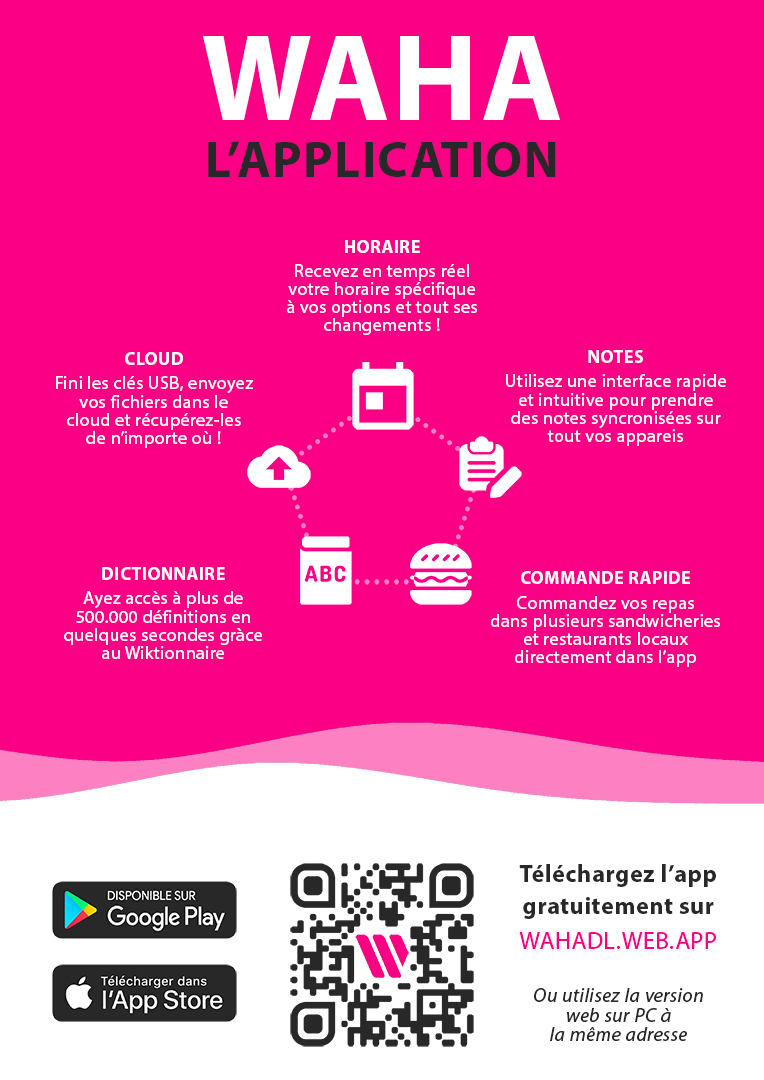 WAHA
L'APPLICATION
HORAIRE
Recevez en temps réel
votre horaire spécifique
à vos options et tout ses
changements !
CLOUD
Fini les clés USB, envoyez
vos fichiers dans le
cloud et récupérez-les
de n'importe où !
NOTES
Utilisez une interface rapide
et intuitive pour prendre
des notes syncronisées sur
tout vos appareis
ABC
DICTIONNAIRE
Ayez accès à plus de
500.000 définitions en
quelques secondes gràce
au Wiktionnaire
COMMANDE RAPIDE
Commandez vos repas
dans plusieurs sandwicheries
et restaurants locaux
directement dans l'app
DISPONIBLE SUR
Google Play
Télécharger dans
l'App Store
Téléchargez l'app
gratuitement sur
WAHADL.WEB.APP
Ou utilisez la version
web sur PC à
la même adresse